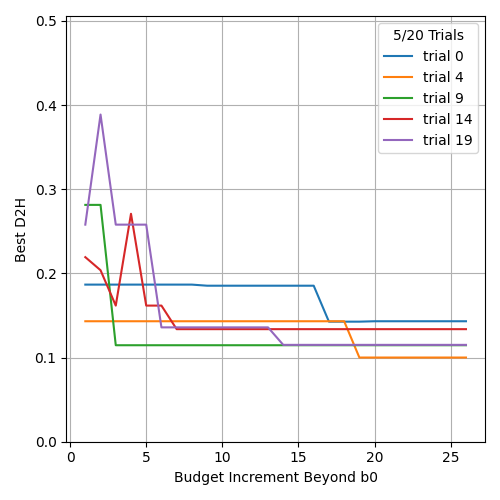 5/20 Trials
trial 0
trial 4
trial 9
trial 14
trial 19
0.5
0.4
0.3
0.2
0.1
0.0
Best D2H
0 5 10 15 20 25
Budget Increment Beyond b0